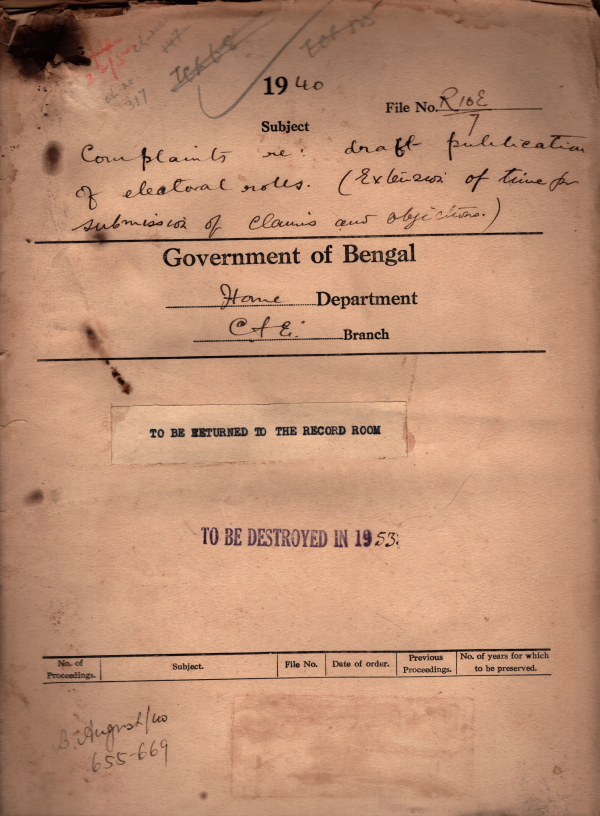 317
1940
File No. R10E
7
Subject
Complaints re: draft publication
of electoral rolls. (Extension of time for
submission of claims and objections.)
Government of Bengal
Home Department
Branch
TO BE RETURNED TO THE RECORD ROOM
TO BE DESTROYED IN 1953
No. of Proceedings. Subject. File No. Date of order. Previous Proceedings. No. of years for which to be preserved.
B. August/40
655-669